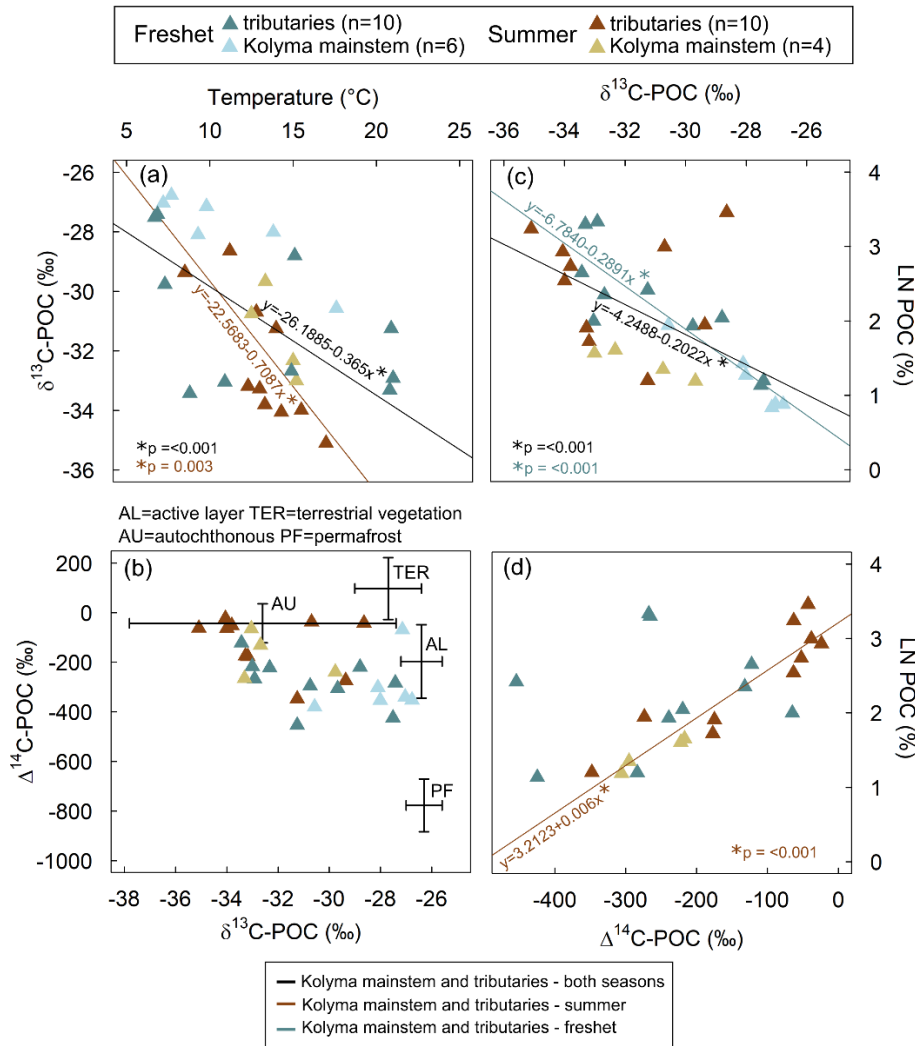 Freshet
tributaries (n=10)
Kolyma mainstem (n=6)
Summer
tributaries (n=10)
Kolyma mainstem (n=4)
Temperature (°C)
5 10 15 20 25
(a)
-26
-28
-30
-32
-34
-36
δ¹³C-POC (‰)
y=-26.1885-0.365x *
y=-22.5683-0.7087x *
*p =<0.001
*p = 0.003
δ¹³C-POC (‰)
-36 -34 -32 -30 -28 -26
(c)
4
3
2
1
0
LN POC (%)
y=-6.7840-0.2891x *
y=-4.2488-0.2022x *
*p =<0.001
*p = <0.001
AL=active layer TER=terrestrial vegetation
AU=autochthonous PF=permafrost
(b)
200
0
-200
-400
-600
-800
-1000
Δ¹⁴C-POC (‰)
TER
AU
AL
PF
-38 -36 -34 -32 -30 -28 -26
δ¹³C-POC (‰)
(d)
4
3
2
1
0
LN POC (%)
y=3.2123+0.006x *
*p = <0.001
-400 -300 -200 -100 0
Δ¹⁴C-POC (‰)
Kolyma mainstem and tributaries - both seasons
Kolyma mainstem and tributaries - summer
Kolyma mainstem and tributaries - freshet